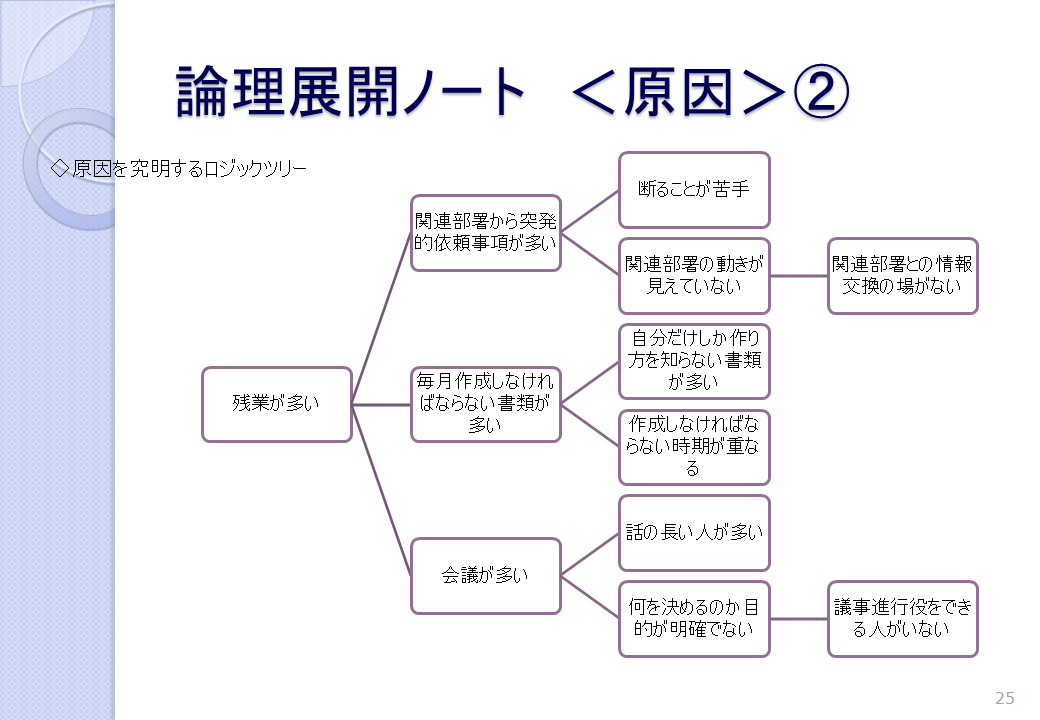 論理展開ノート　＜原因＞②
◇原因を究明するロジックツリー
残業が多い
関連部署から突発
的依頼事項が多い
断ることが苦手
関連部署の動きが
見えていない
関連部署との情報
交換の場がない
毎月作成しなけれ
ばならない書類が
多い
自分だけしか作り
方を知らない書類
が多い
作成しなければな
らない時期が重な
る
会議が多い
話の長い人が多い
何を決めるのか目
的が明確でない
議事進行役をでき
る人がいない
25